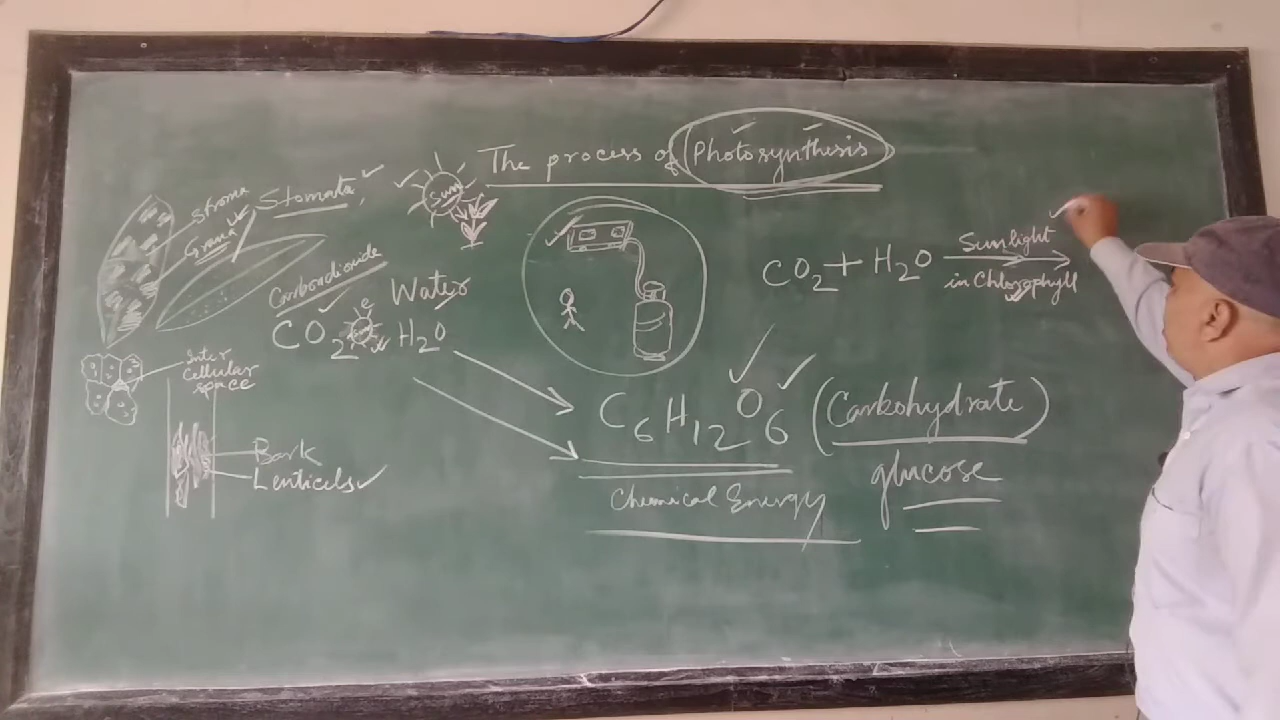 The process of Photosynthesis
Stroma
Grana
Stomata
Sun
Carbondioxide
Water
CO2
H2O
e
Inter
Cellular
space
Bark
Lenticels
CO2 + H2O
Sunlight
in Chlorophyll
C6H12O6 (Carbohydrate)
glucose
Chemical Energy